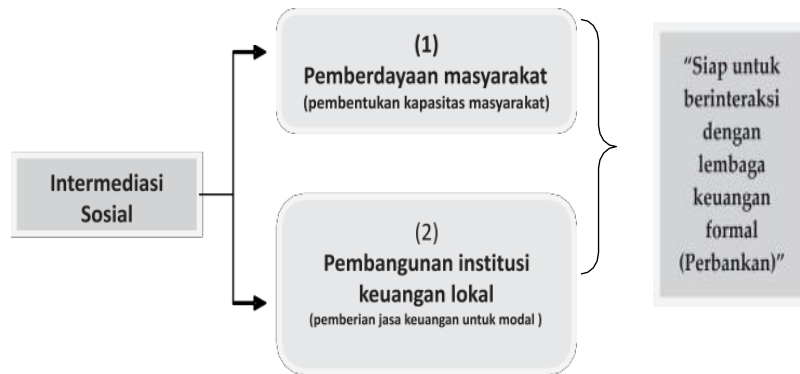 Intermediasi
Sosial
(1)
Pemberdayaan masyarakat
(pembentukan kapasitas masyarakat)
(2)
Pembangunan institusi
keuangan lokal
(pemberian jasa keuangan untuk modal )
“Siap untuk
berinteraksi
dengan
lembaga
keuangan
formal
(Perbankan)”